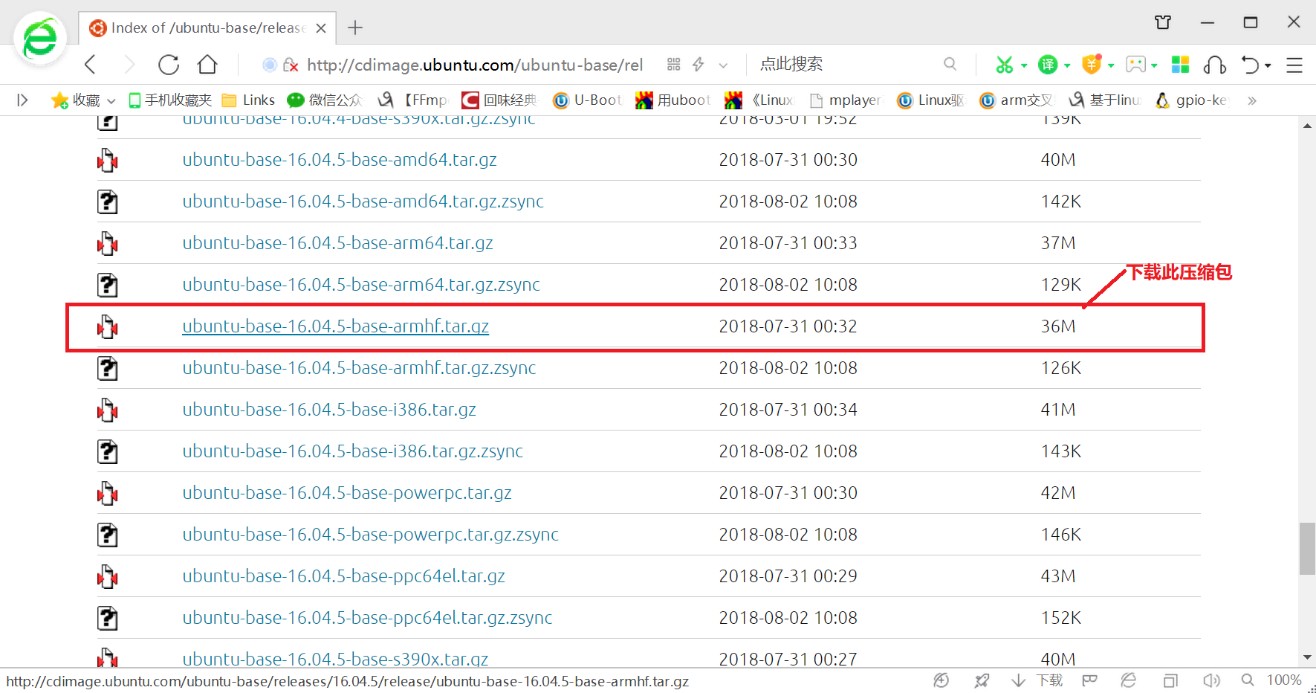 Index of /ubuntu-base/release
http://cdimage.ubuntu.com/ubuntu-base/rel
点此搜索
译
收藏
手机收藏夹
Links
微信公众
【FFmp
回味经典
U-Boot
用uboot
《Linux
mplayer
Linux驱
arm交叉
基于linu
gpio-ke
ubuntu-base-16.04.4-base-s390x.tar.gz.zsync 2018-03-01 19:52 139K
ubuntu-base-16.04.5-base-amd64.tar.gz 2018-07-31 00:30 40M
ubuntu-base-16.04.5-base-amd64.tar.gz.zsync 2018-08-02 10:08 142K
ubuntu-base-16.04.5-base-arm64.tar.gz 2018-07-31 00:33 37M
下载此压缩包
ubuntu-base-16.04.5-base-arm64.tar.gz.zsync 2018-08-02 10:08 129K
ubuntu-base-16.04.5-base-armhf.tar.gz 2018-07-31 00:32 36M
ubuntu-base-16.04.5-base-armhf.tar.gz.zsync 2018-08-02 10:08 126K
ubuntu-base-16.04.5-base-i386.tar.gz 2018-07-31 00:34 41M
ubuntu-base-16.04.5-base-i386.tar.gz.zsync 2018-08-02 10:08 143K
ubuntu-base-16.04.5-base-powerpc.tar.gz 2018-07-31 00:30 42M
ubuntu-base-16.04.5-base-powerpc.tar.gz.zsync 2018-08-02 10:08 146K
ubuntu-base-16.04.5-base-ppc64el.tar.gz 2018-07-31 00:29 43M
ubuntu-base-16.04.5-base-ppc64el.tar.gz.zsync 2018-08-02 10:08 152K
ubuntu-base-16.04.5-base-s390x.tar.gz 2018-07-31 00:27 40M
http://cdimage.ubuntu.com/ubuntu-base/releases/16.04.5/release/ubuntu-base-16.04.5-base-armhf.tar.gz
下载
100%